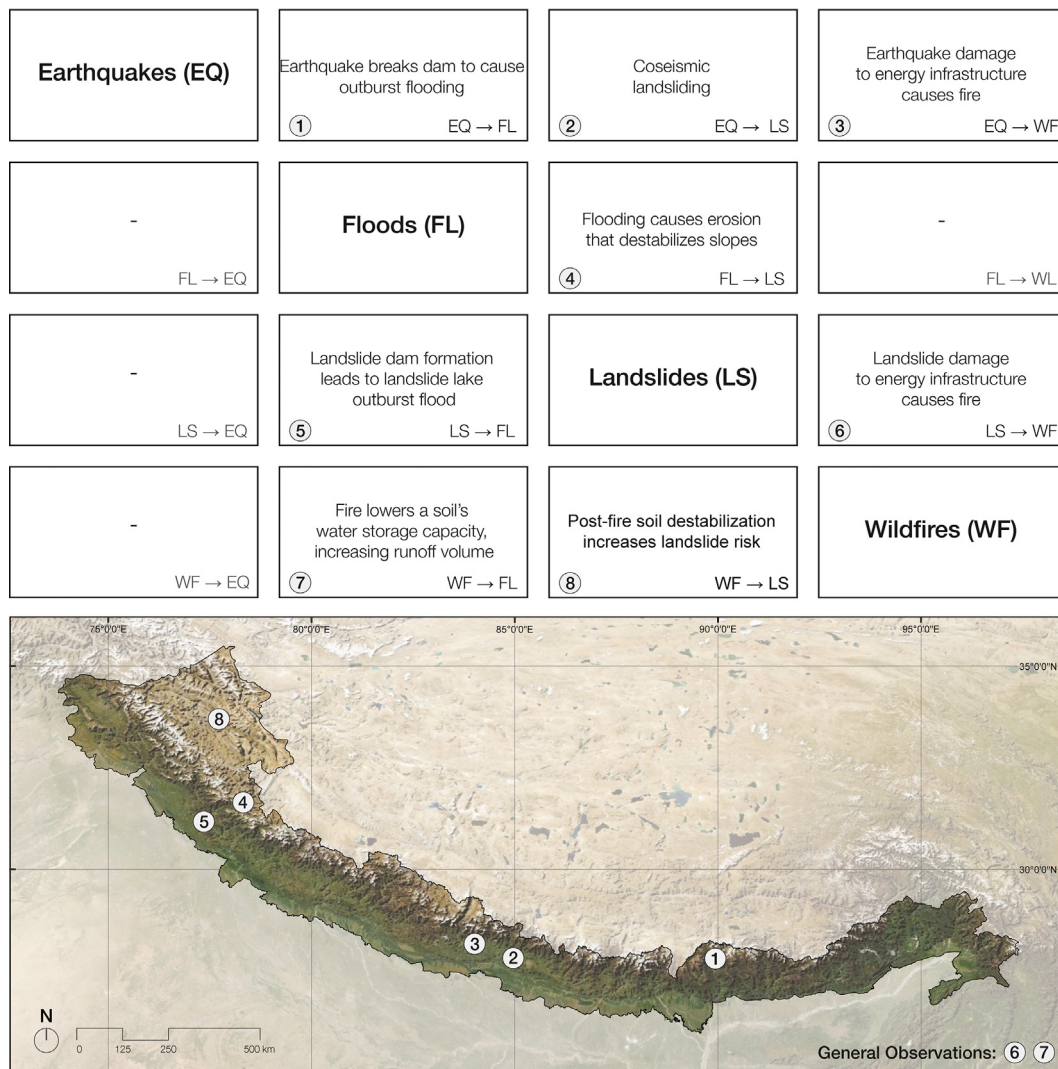 Earthquakes (EQ)
Earthquake breaks dam to cause
outburst flooding
1 EQ → FL
Coseismic
landsliding
2 EQ → LS
Earthquake damage
to energy infrastructure
causes fire
3 EQ → WF
-
FL → EQ
Floods (FL)
Flooding causes erosion
that destabilizes slopes
4 FL → LS
-
FL → WL
-
LS → EQ
Landslide dam formation
leads to landslide lake
outburst flood
5 LS → FL
Landslides (LS)
Landslide damage
to energy infrastructure
causes fire
6 LS → WF
-
WF → EQ
Fire lowers a soil's
water storage capacity,
increasing runoff volume
7 WF → FL
Post-fire soil destabilization
increases landslide risk
8 WF → LS
Wildfires (WF)
75°0'0"E 80°0'0"E 85°0'0"E 90°0'0"E 95°0'0"E
35°0'0"N
8
4
5
30°0'0"N
3
2
1
N
0 125 250 500 km
General Observations: 6 7